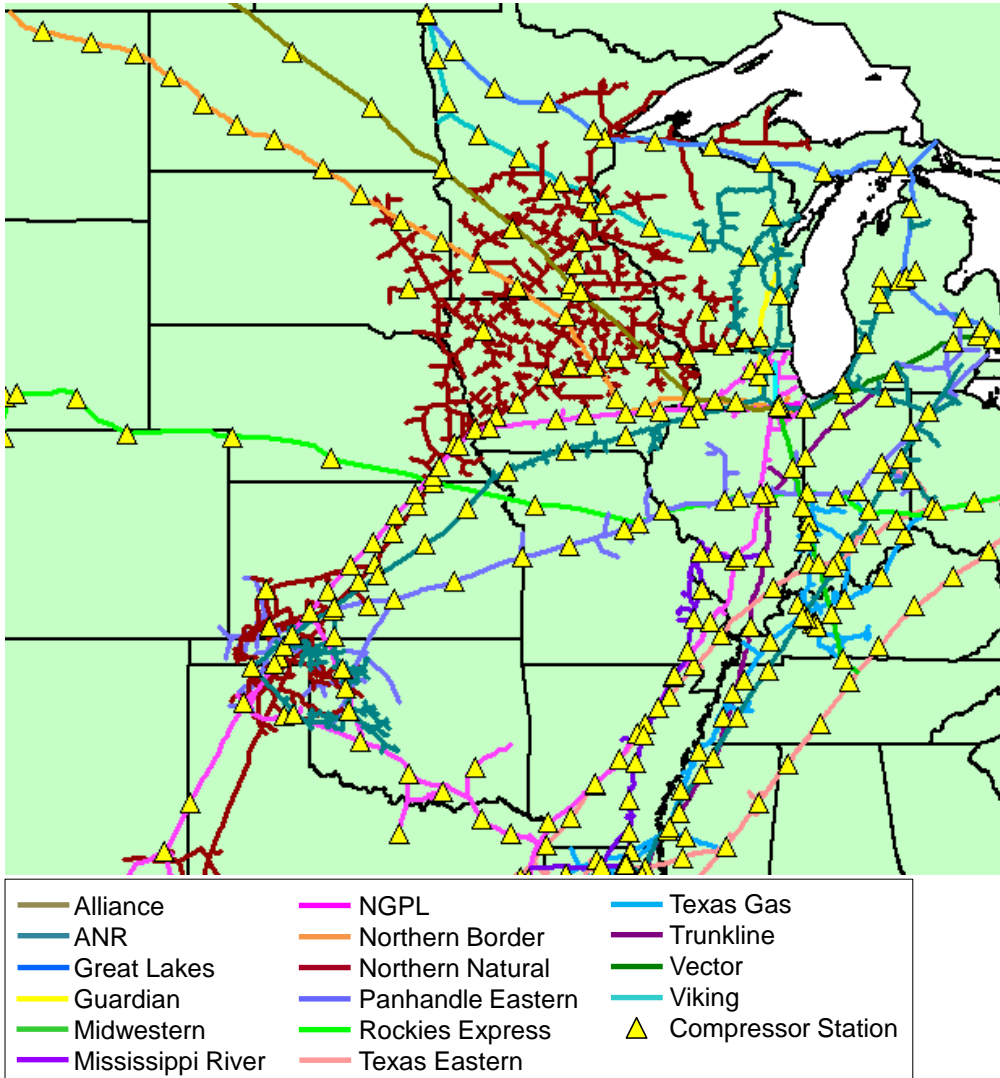 Alliance
ANR
Great Lakes
Guardian
Midwestern
Mississippi River
NGPL
Northern Border
Northern Natural
Panhandle Eastern
Rockies Express
Texas Eastern
Texas Gas
Trunkline
Vector
Viking
Compressor Station